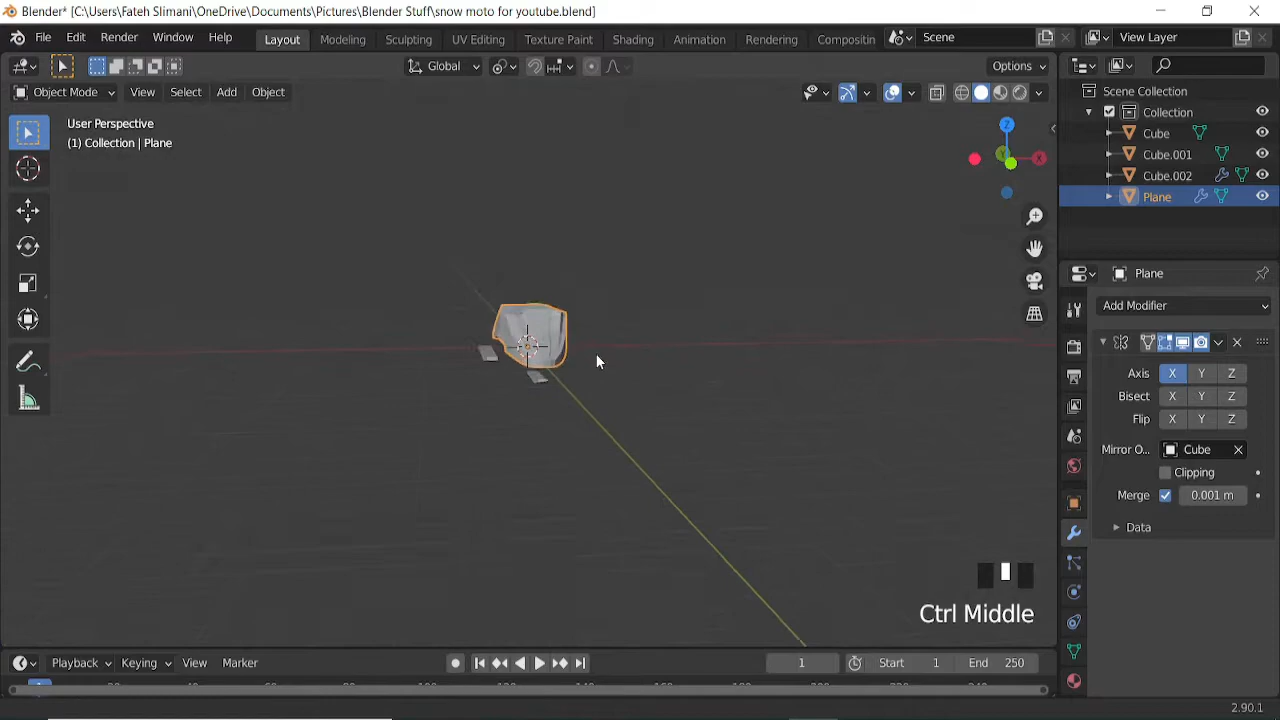 Blender* [C:\Users\Fateh Slimani\OneDrive\Documents\Pictures\Blender Stuff\snow moto for youtube.blend]
File Edit Render Window Help Layout Modeling Sculpting UV Editing Texture Paint Shading Animation Rendering Compositin Scene View Layer
Global Options
Object Mode View Select Add Object
User Perspective
(1) Collection | Plane
Scene Collection
Collection
Cube
Cube.001
Cube.002
Plane
Plane
Add Modifier
Axis X Y Z
Bisect X Y Z
Flip X Y Z
Mirror O... Cube
Clipping
Merge 0.001 m
Data
Ctrl Middle
Playback Keying View Marker 1 Start 1 End 250
2.90.1